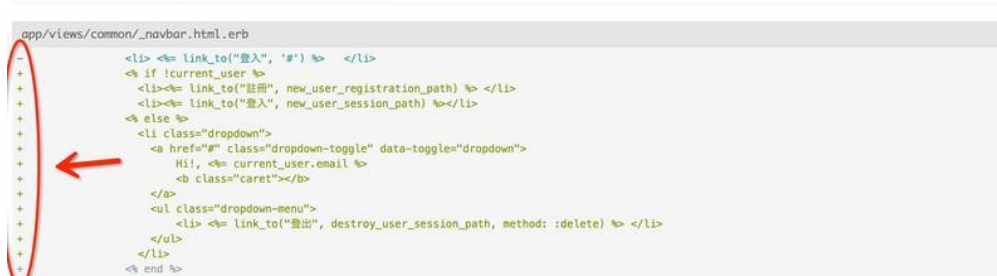 app/views/common/_navbar.html.erb
-             <li> <%= link_to("登入", '#') %>   </li>
+             <% if !current_user %>
+               <li><%= link_to("註冊", new_user_registration_path) %> </li>
+               <li><%= link_to("登入", new_user_session_path) %></li>
+             <% else %>
+               <li class="dropdown">
+                 <a href="#" class="dropdown-toggle" data-toggle="dropdown">
+                     Hi!, <%= current_user.email %>
+                     <b class="caret"></b>
+                 </a>
+                 <ul class="dropdown-menu">
+                     <li> <%= link_to("登出", destroy_user_session_path, method: :delete) %> </li>
+                 </ul>
+               </li>
+             <% end %>